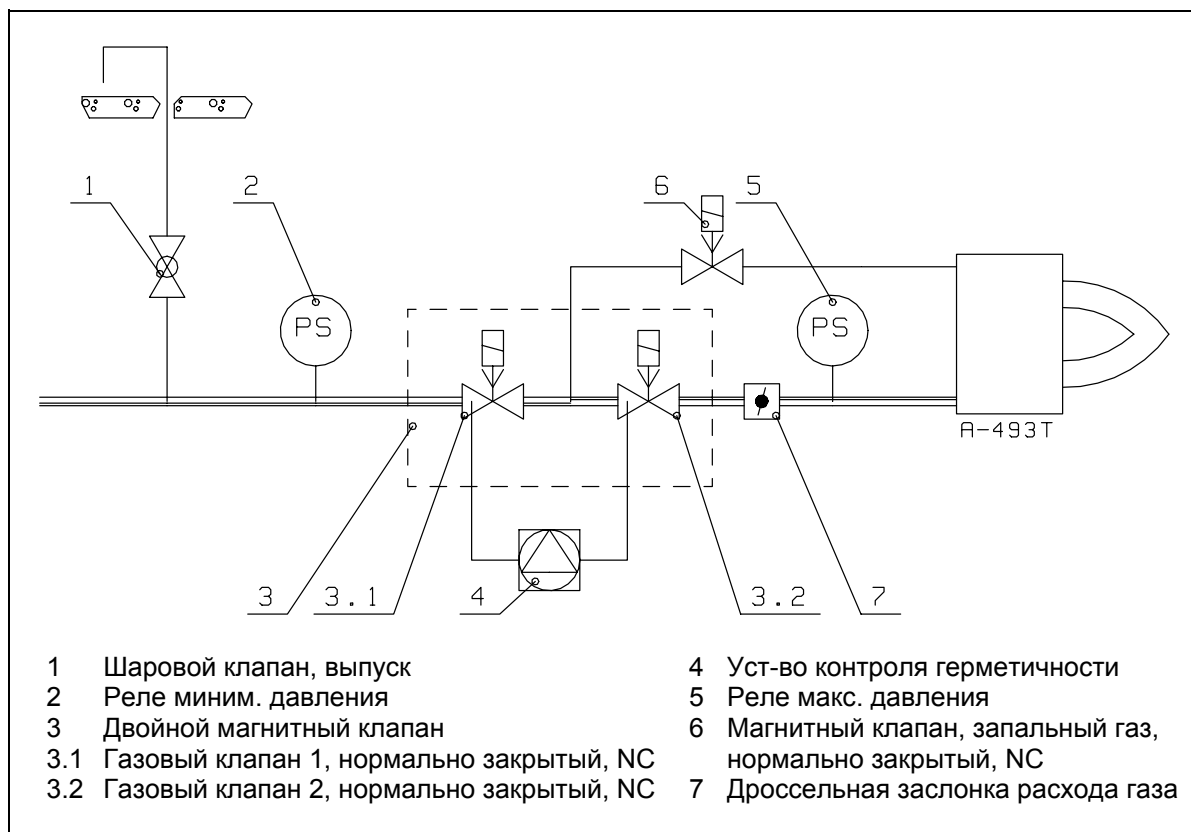 1
2
6
5
PS
PS
A-493T
3
3.1
4
3.2
7
1 Шаровой клапан, выпуск
2 Реле миним. давления
3 Двойной магнитный клапан
3.1 Газовый клапан 1, нормально закрытый, NC
3.2 Газовый клапан 2, нормально закрытый, NC
4 Уст-во контроля герметичности
5 Реле макс. давления
6 Магнитный клапан, запальный газ,
нормально закрытый, NC
7 Дроссельная заслонка расхода газа